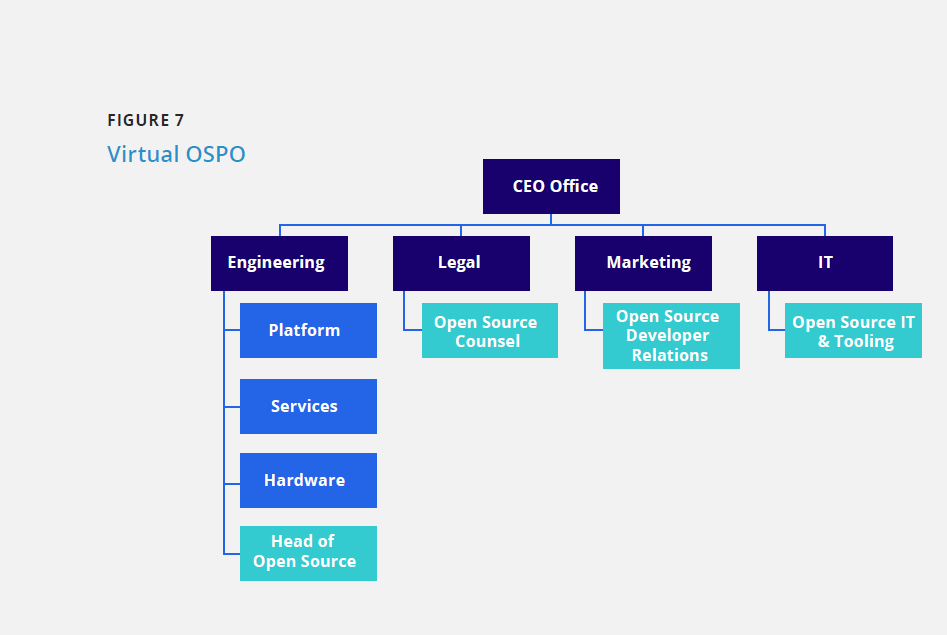 FIGURE 7
Virtual OSPO
CEO Office
Engineering
Legal
Marketing
IT
Platform
Services
Hardware
Head of
Open Source
Open Source
Counsel
Open Source
Developer
Relations
Open Source IT
& Tooling